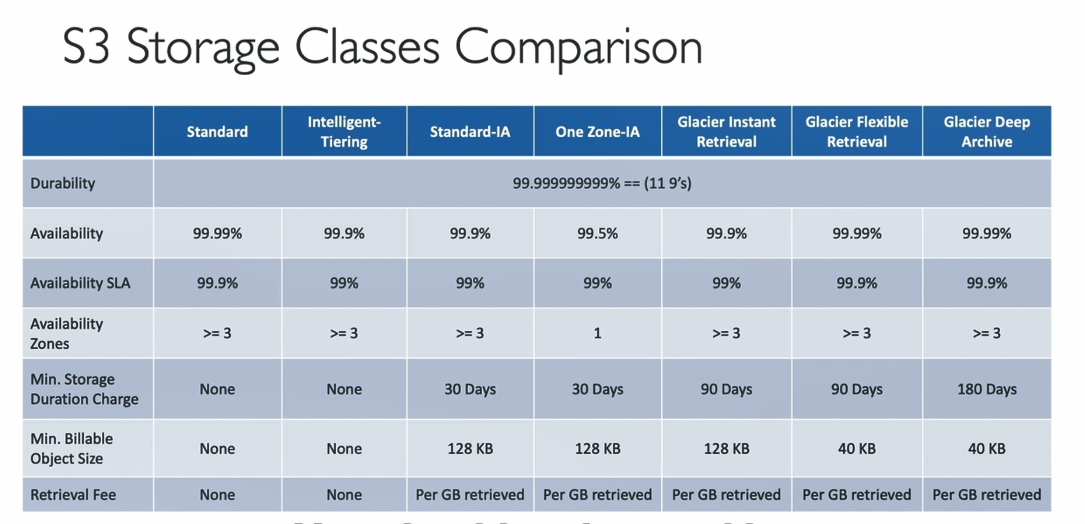 S3 Storage Classes Comparison
Standard Intelligent-Tiering Standard-IA One Zone-IA Glacier Instant Retrieval Glacier Flexible Retrieval Glacier Deep Archive
Durability 99.999999999% == (11 9's)
Availability 99.99% 99.9% 99.9% 99.5% 99.9% 99.99% 99.99%
Availability SLA 99.9% 99% 99% 99% 99% 99.9% 99.9%
Availability Zones >= 3 >= 3 >= 3 1 >= 3 >= 3 >= 3
Min. Storage Duration Charge None None 30 Days 30 Days 90 Days 90 Days 180 Days
Min. Billable Object Size None None 128 KB 128 KB 128 KB 40 KB 40 KB
Retrieval Fee None None Per GB retrieved Per GB retrieved Per GB retrieved Per GB retrieved Per GB retrieved